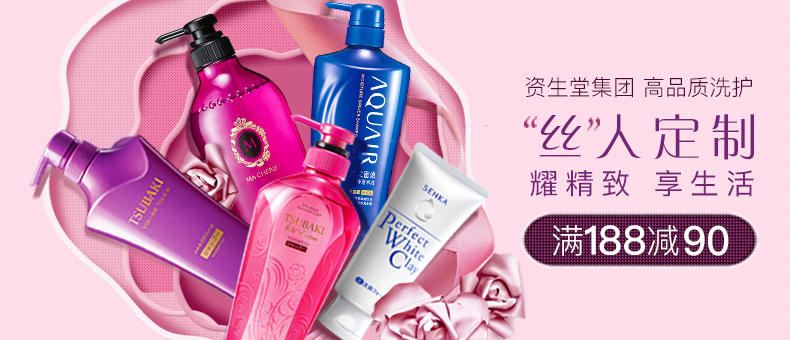 资生堂集团 高品质洗护
“丝”人定制
耀精致 享生活
满188减90
M
MA CHERIE
AQUAIR
TSUBAKI
TSUBAKI
SENKA
Perfect
White
Clay